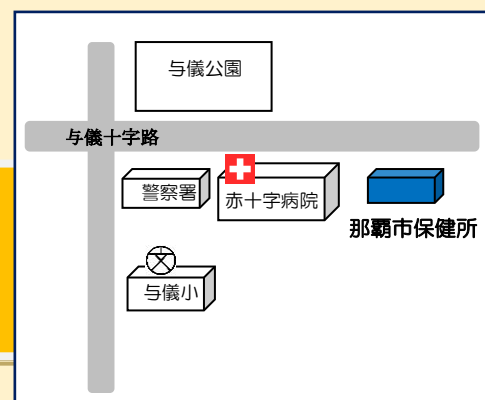 与儀公園
与儀十字路
警察署
赤十字病院
那覇市保健所
与儀小